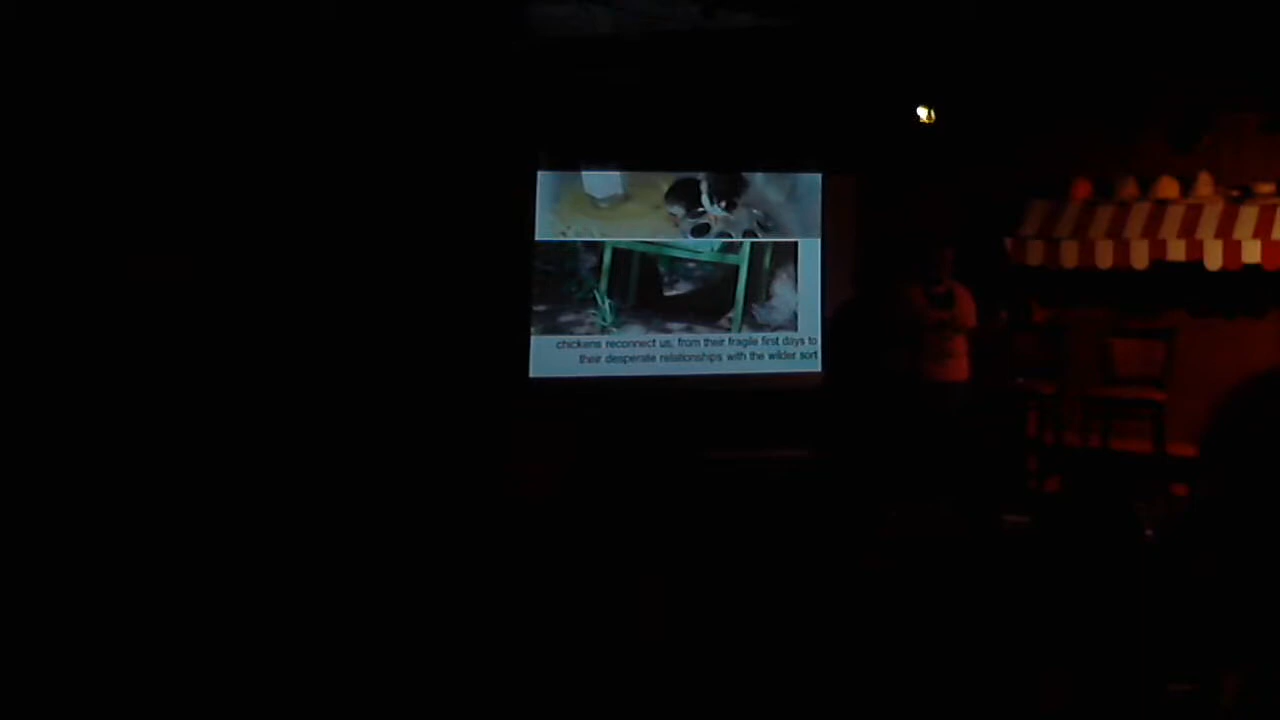 chickens reconnect us, from their fragile first days to
their desperate relationships with the wilder sort